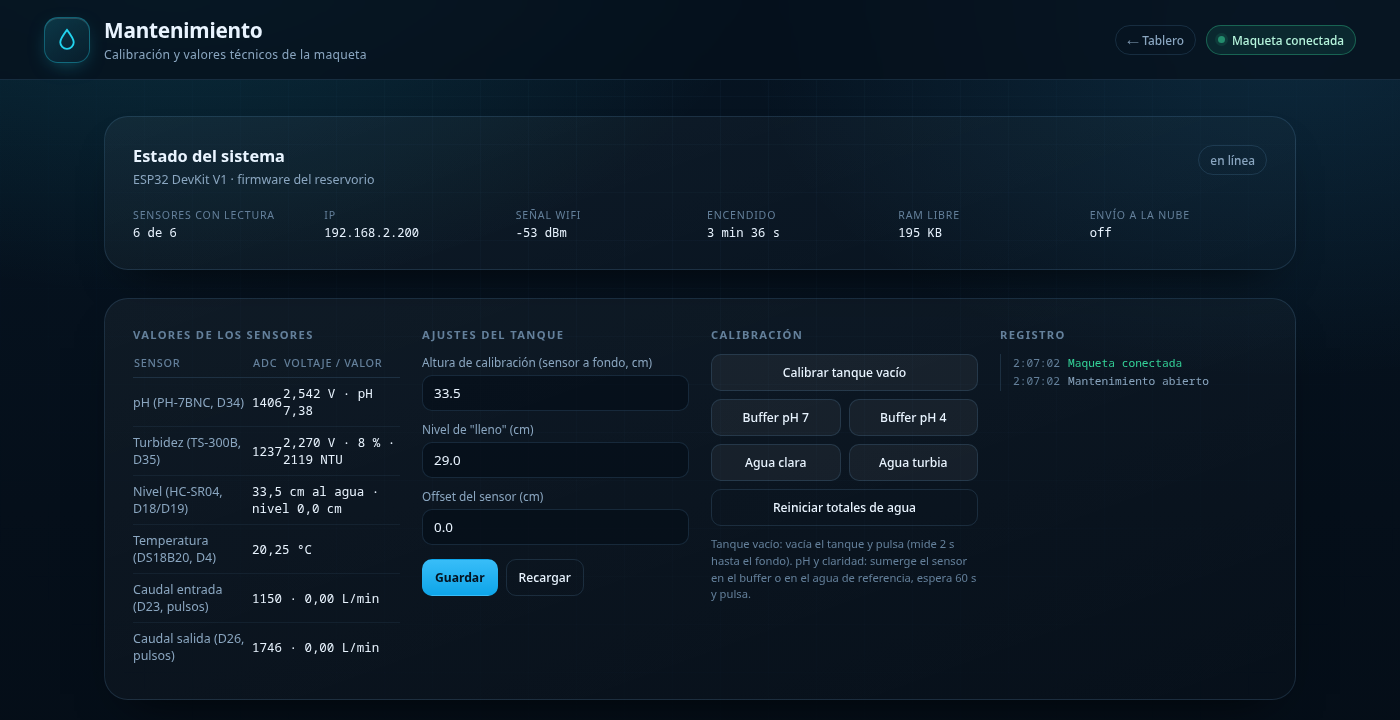 Mantenimiento
Calibración y valores técnicos de la maqueta
← Tablero
Maqueta conectada
Estado del sistema
ESP32 DevKit V1 · firmware del reservorio
en línea
SENSORES CON LECTURA
6 de 6
IP
192.168.2.200
SEÑAL WIFI
-53 dBm
ENCENDIDO
3 min 36 s
RAM LIBRE
195 KB
ENVÍO A LA NUBE
off
VALORES DE LOS SENSORES
SENSOR ADC VOLTAJE / VALOR
pH (PH-7BNC, D34) 1406 2,542 V · pH
7,38
Turbidez (TS-300B,
D35)
1237 2,270 V · 8 % ·
2119 NTU
Nivel (HC-SR04,
D18/D19)
33,5 cm al agua ·
nivel 0,0 cm
Temperatura
(DS18B20, D4)
20,25 °C
Caudal entrada
(D23, pulsos)
1150 · 0,00 L/min
Caudal salida (D26,
pulsos)
1746 · 0,00 L/min
AJUSTES DEL TANQUE
Altura de calibración (sensor a fondo, cm)
33.5
Nivel de "lleno" (cm)
29.0
Offset del sensor (cm)
0.0
Guardar
Recargar
CALIBRACIÓN
Calibrar tanque vacío
Buffer pH 7
Buffer pH 4
Agua clara
Agua turbia
Reiniciar totales de agua
Tanque vacío: vacía el tanque y pulsa (mide 2 s
hasta el fondo). pH y claridad: sumerge el sensor
en el buffer o en el agua de referencia, espera 60 s
y pulsa.
REGISTRO
2:07:02 Maqueta conectada
2:07:02 Mantenimiento abierto